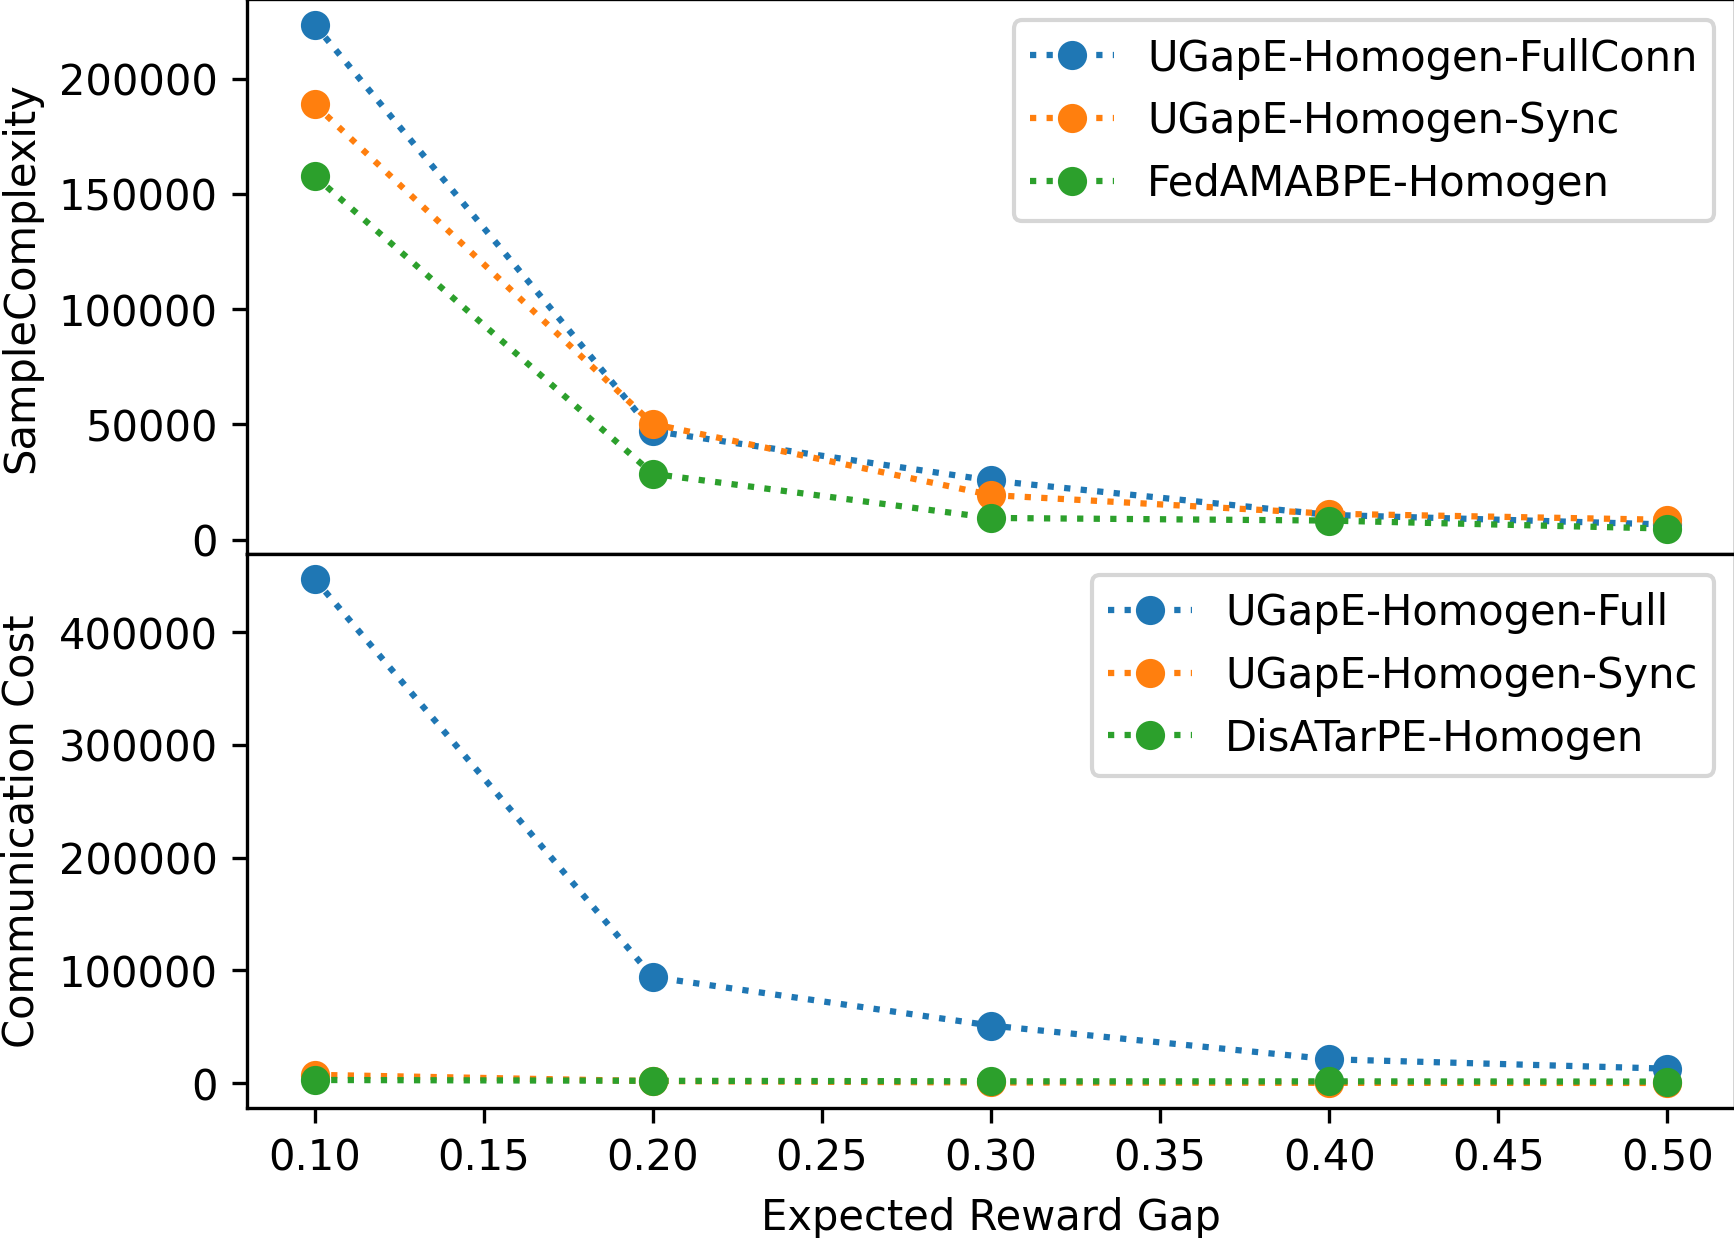 SampleComplexity
200000
150000
100000
50000
0
UGapE-Homogen-FullConn
UGapE-Homogen-Sync
FedAMABPE-Homogen
Communication Cost
400000
300000
200000
100000
0
UGapE-Homogen-Full
UGapE-Homogen-Sync
DisATarPE-Homogen
0.10 0.15 0.20 0.25 0.30 0.35 0.40 0.45 0.50
Expected Reward Gap